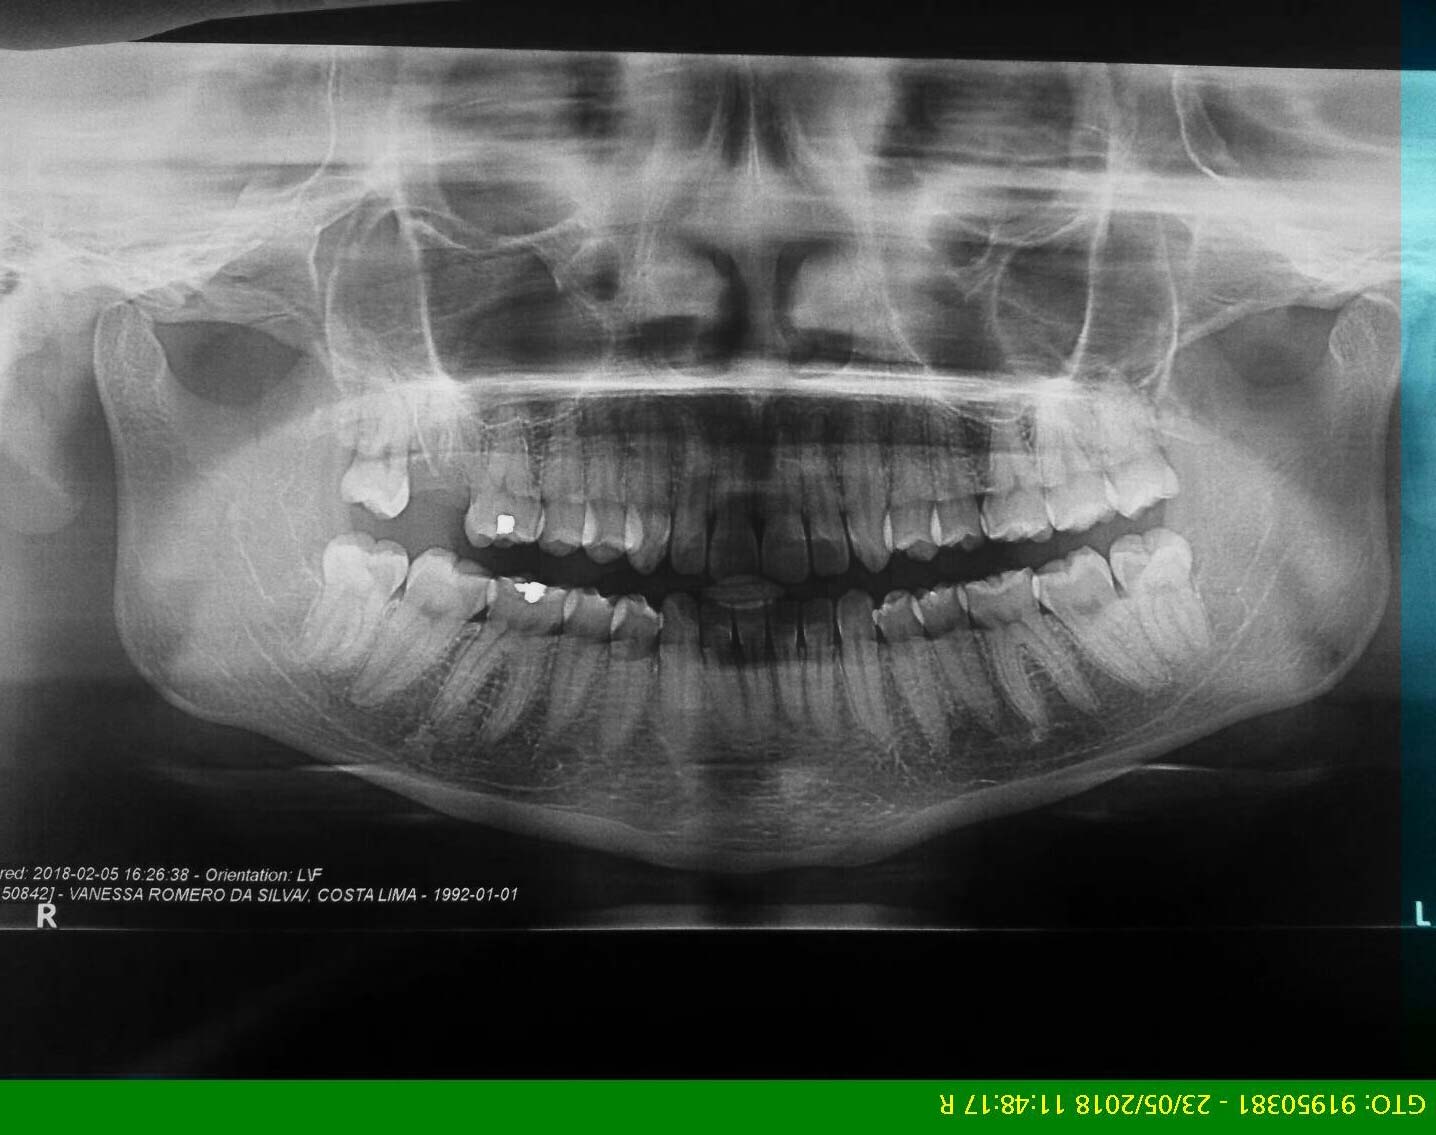 red: 2018-02-05 16:26:38 - Orientation: L\F
50842] - VANESSA ROMERO DA SILVA/, COSTA LIMA - 1992-01-01
R
L
GTO: 91950381 - 23/05/2018 11:48:17 R